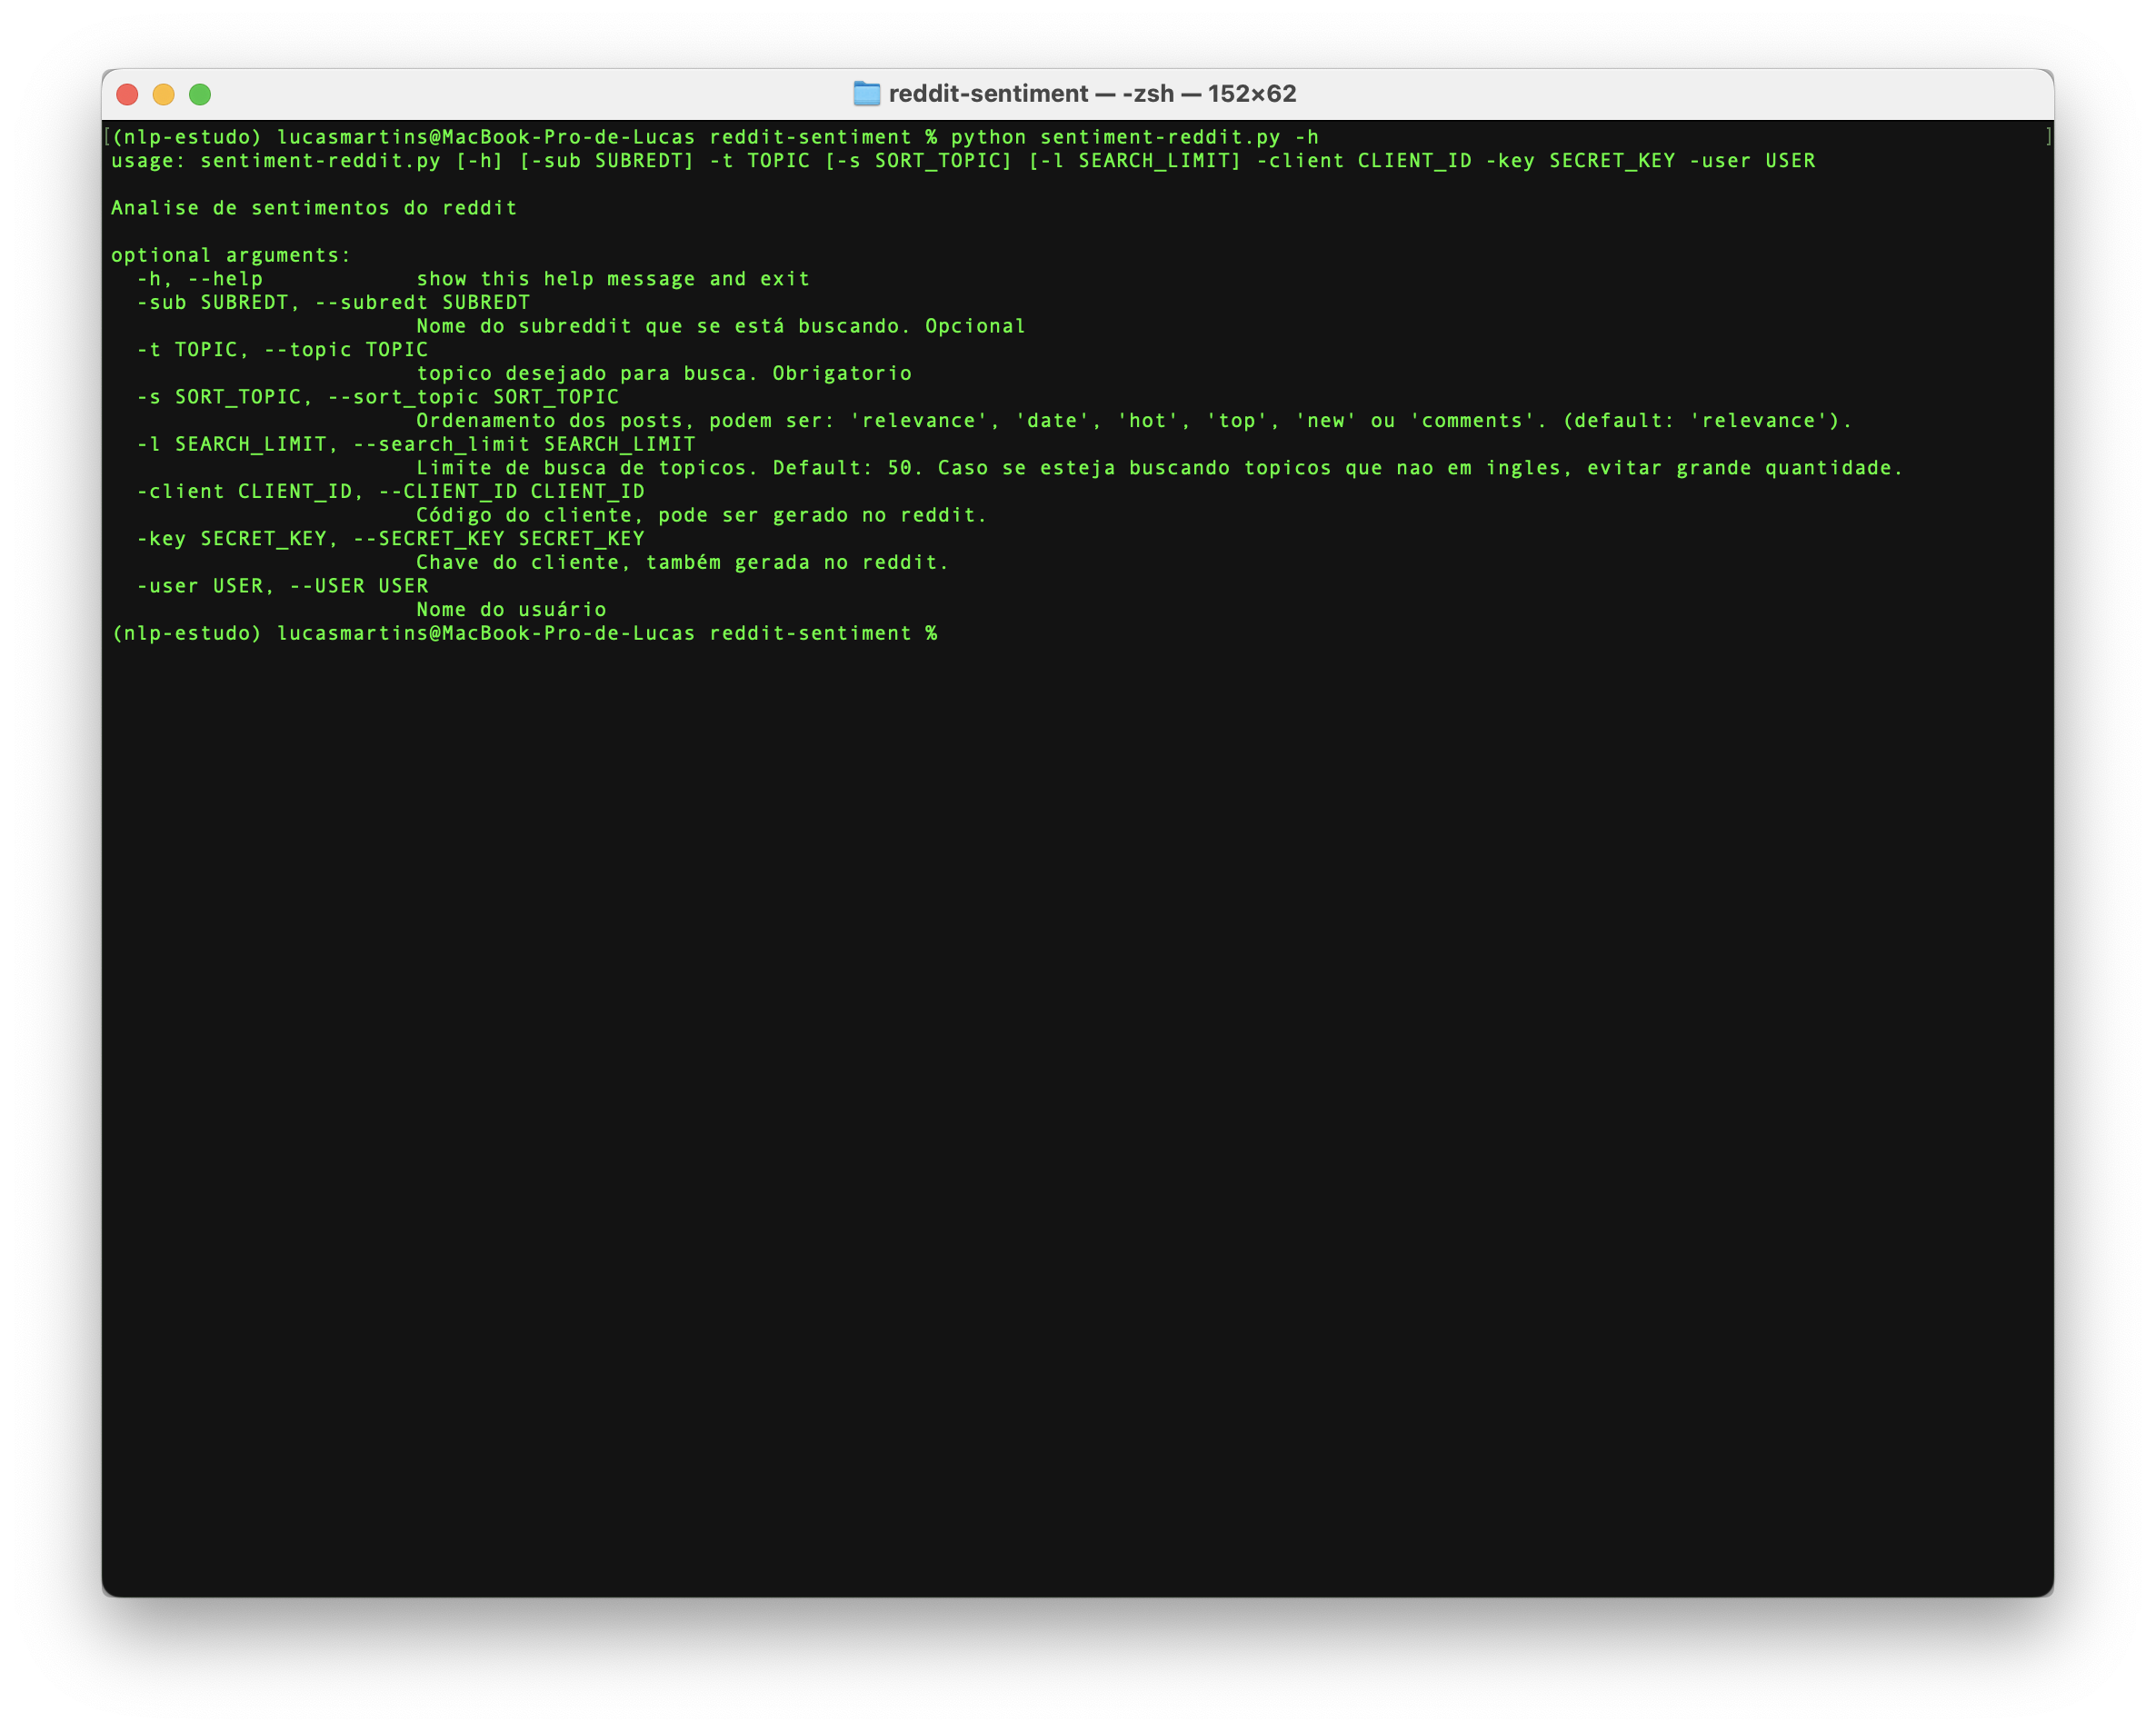 reddit-sentiment — -zsh — 152×62
[(nlp-estudo) lucasmartins@MacBook-Pro-de-Lucas reddit-sentiment % python sentiment-reddit.py -h ]
usage: sentiment-reddit.py [-h] [-sub SUBREDT] -t TOPIC [-s SORT_TOPIC] [-l SEARCH_LIMIT] -client CLIENT_ID -key SECRET_KEY -user USER
Analise de sentimentos do reddit
optional arguments:
-h, --help show this help message and exit
-sub SUBREDT, --subredt SUBREDT
Nome do subreddit que se está buscando. Opcional
-t TOPIC, --topic TOPIC
topico desejado para busca. Obrigatorio
-s SORT_TOPIC, --sort_topic SORT_TOPIC
Ordenamento dos posts, podem ser: 'relevance', 'date', 'hot', 'top', 'new' ou 'comments'. (default: 'relevance').
-l SEARCH_LIMIT, --search_limit SEARCH_LIMIT
Limite de busca de topicos. Default: 50. Caso se esteja buscando topicos que nao em ingles, evitar grande quantidade.
-client CLIENT_ID, --CLIENT_ID CLIENT_ID
Código do cliente, pode ser gerado no reddit.
-key SECRET_KEY, --SECRET_KEY SECRET_KEY
Chave do cliente, também gerada no reddit.
-user USER, --USER USER
Nome do usuário
(nlp-estudo) lucasmartins@MacBook-Pro-de-Lucas reddit-sentiment %